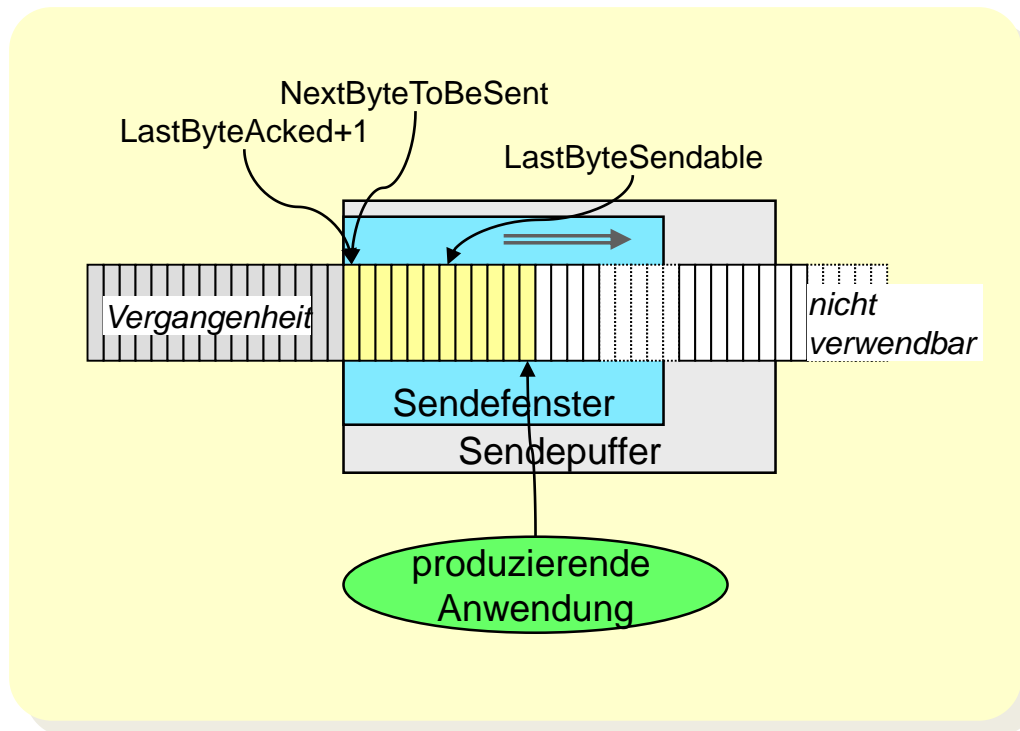 NextByteToBeSent
LastByteAcked+1
LastByteSendable
Vergangenheit
nicht
verwendbar
Sendefenster
Sendepuffer
produzierende
Anwendung